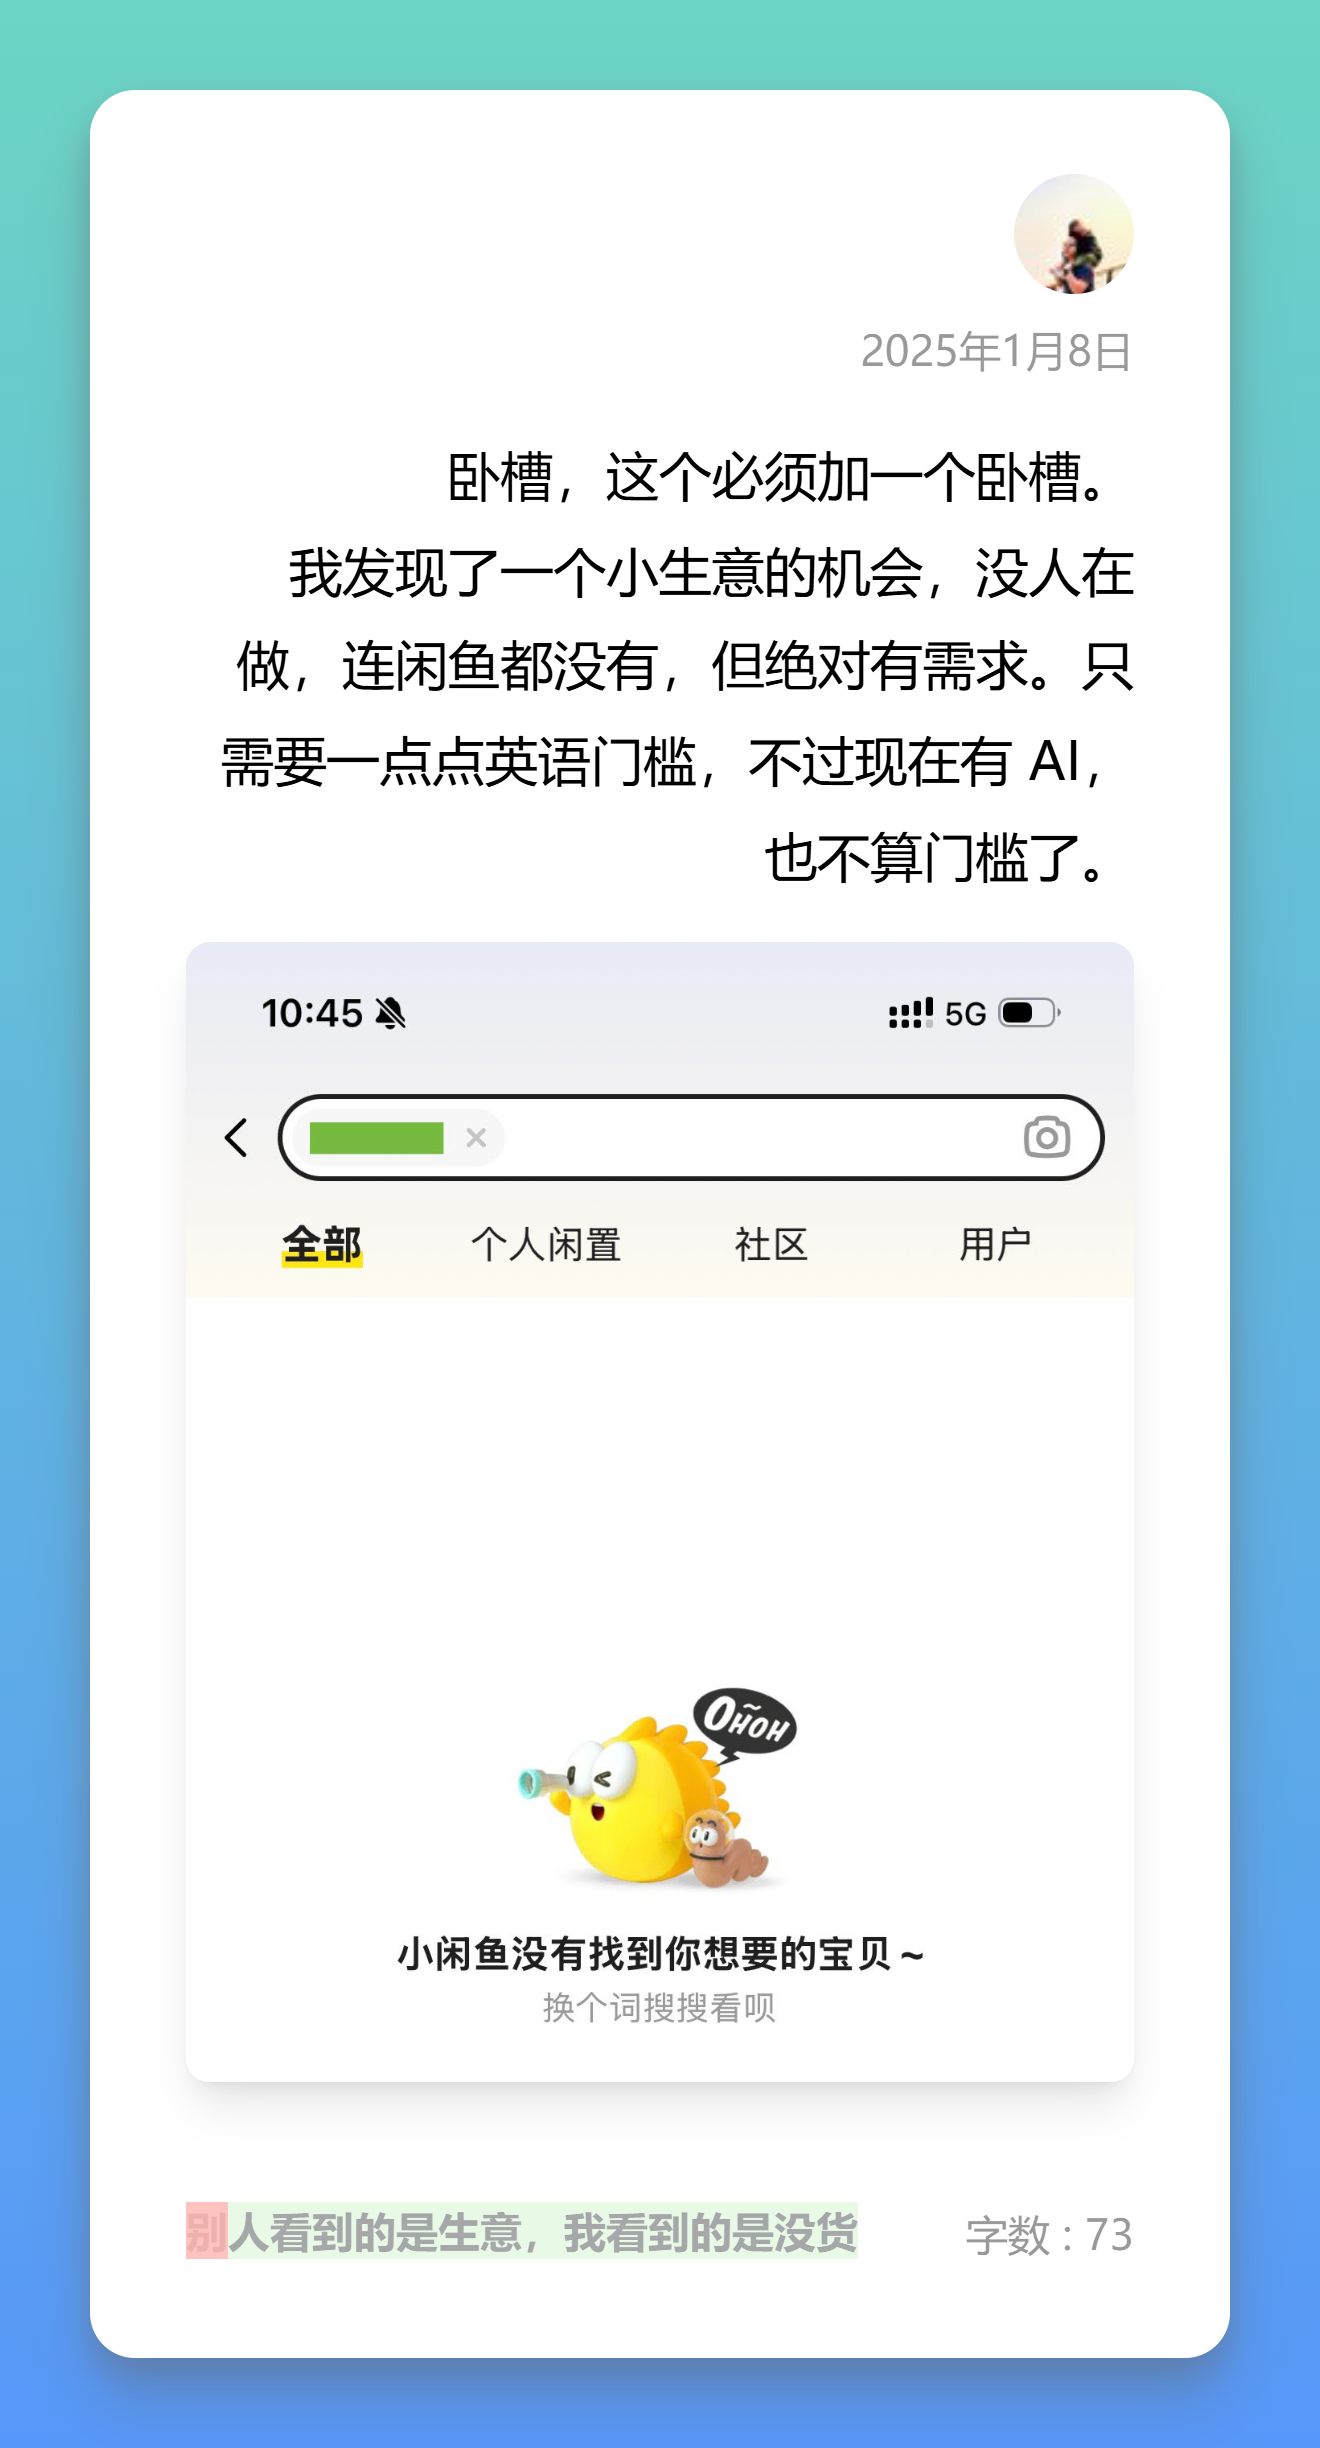 2025年1月8日
卧槽，这个必须加一个卧槽。
我发现了一个小生意的机会，没人在
做，连闲鱼都没有，但绝对有需求。只
需要一点点英语门槛，不过现在有 AI，
也不算门槛了。
10:45 5G
全部 个人闲置 社区 用户
OHOH
小闲鱼没有找到你想要的宝贝~
换个词搜搜看呗
别人看到的是生意，我看到的是没货 字数 : 73